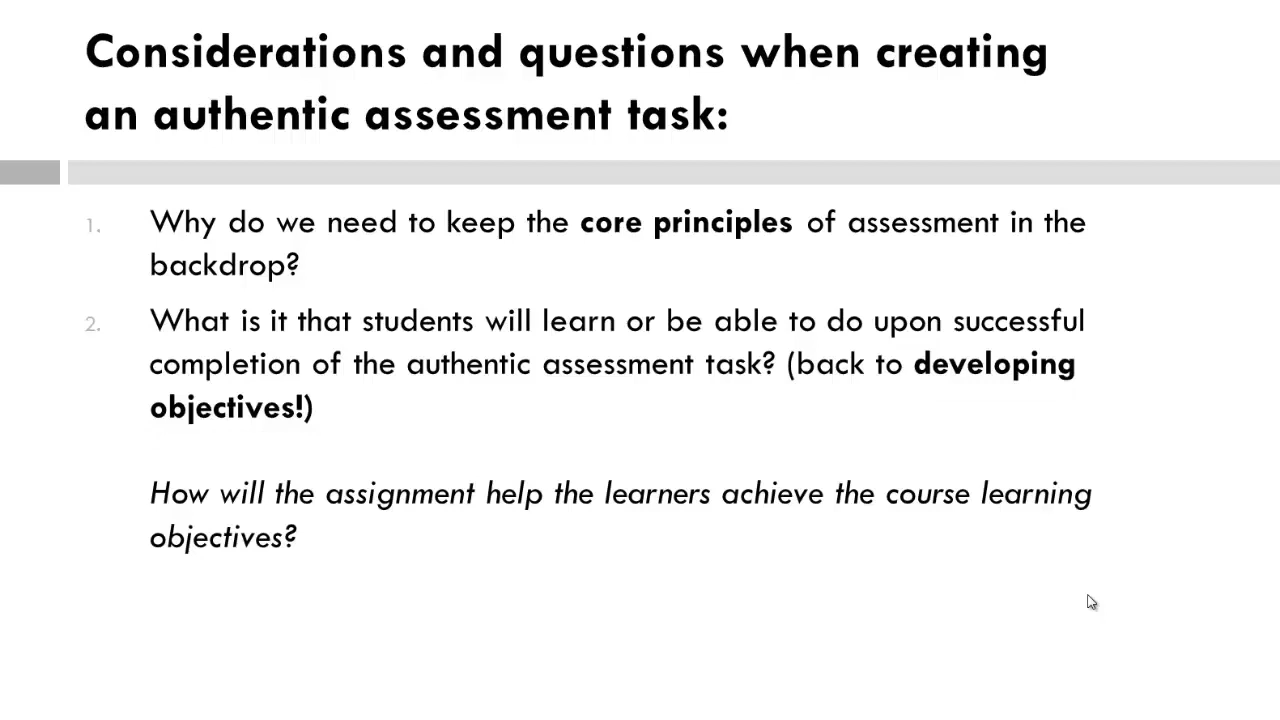 Considerations and questions when creating
an authentic assessment task:
1. Why do we need to keep the core principles of assessment in the
backdrop?
2. What is it that students will learn or be able to do upon successful
completion of the authentic assessment task? (back to developing
objectives!)
How will the assignment help the learners achieve the course learning
objectives?